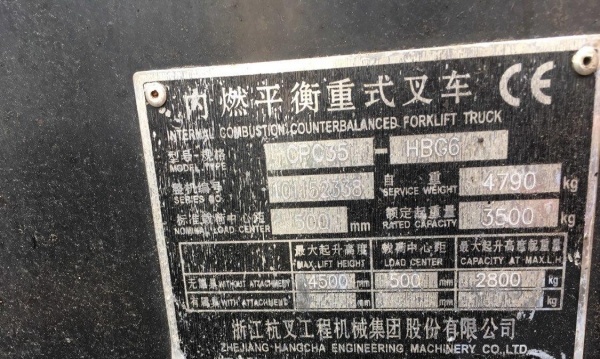 内燃平衡重式叉车 CE
INTERNAL COMBUSTION COUNTERBALANCED FORKLIFT TRUCK
型号·规格 CPC35 - HBG6
MODEL·TYPE
整机编号 自重 4790 kg
SERIES NO. SERVICE WEIGHT
标准载荷中心距 500 mm 额定起重量 3500 kg
NOMINAL LOAD CENTER RATED CAPACITY
最大起升高度 载荷中心距 最大起升高度起重量
MAX. LIFT HEIGHT LOAD CENTER CAPACITY AT MAX.L.H
无属具 WITHOUT ATTACHMENT 4500 mm 500 mm 2800 kg
有属具 WITH ATTACHMENT kg
浙江杭叉工程机械集团股份有限公司
ZHEJIANG HANGCHA ENGINEERING MACHINERY CO.,LTD.